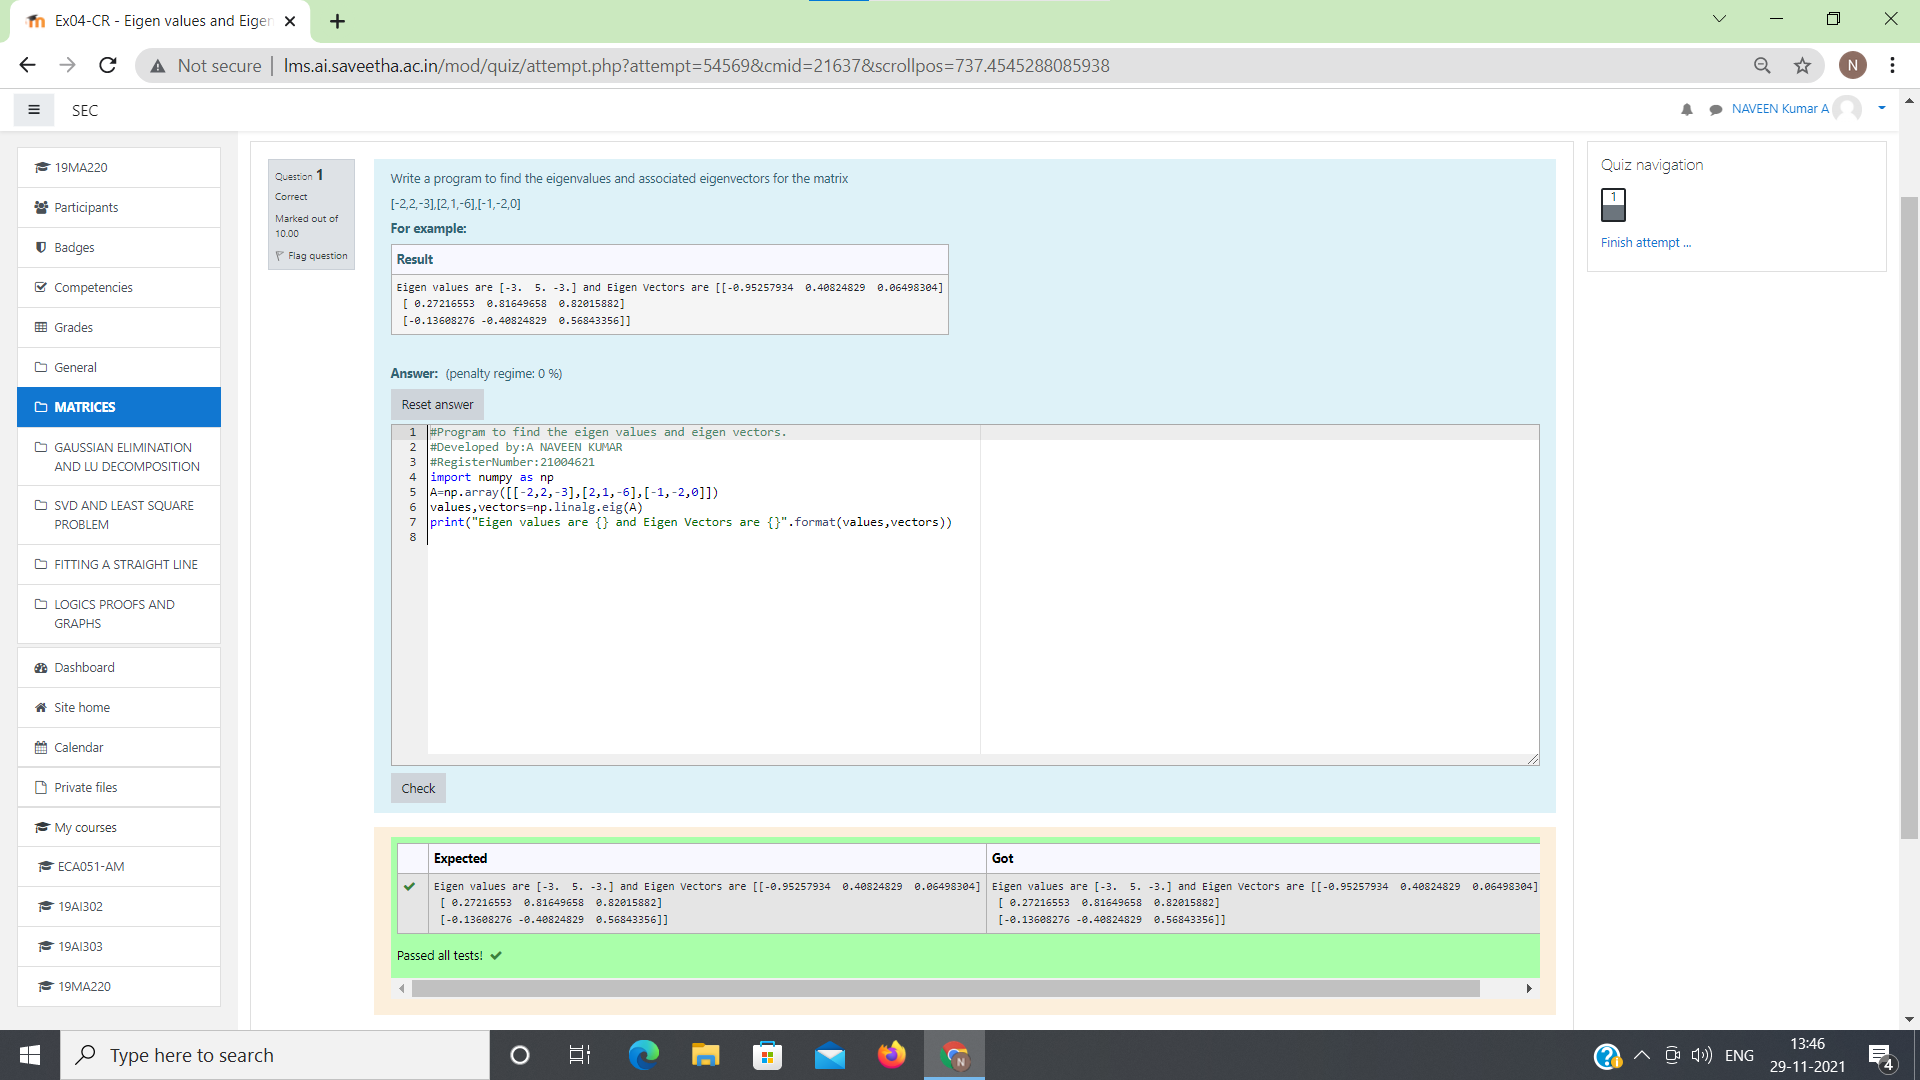 Ex04-CR - Eigen values and Eigen
Not secure | lms.ai.saveetha.ac.in/mod/quiz/attempt.php?attempt=54569&cmid=21637&scrollpos=737.4545288085938
N
SEC
NAVEEN Kumar A
19MA220
Participants
Badges
Competencies
Grades
General
MATRICES
GAUSSIAN ELIMINATION
AND LU DECOMPOSITION
SVD AND LEAST SQUARE
PROBLEM
FITTING A STRAIGHT LINE
LOGICS PROOFS AND
GRAPHS
Dashboard
Site home
Calendar
Private files
My courses
ECA051-AM
19AI302
19AI303
19MA220
Question 1
Correct
Marked out of
10.00
Flag question
Write a program to find the eigenvalues and associated eigenvectors for the matrix
[-2,2,-3],[2,1,-6],[-1,-2,0]
For example:
Result
Eigen values are [-3.  5. -3.] and Eigen Vectors are [[-0.95257934  0.40824829  0.06498304]
[ 0.27216553  0.81649658  0.82015882]
[-0.13608276 -0.40824829  0.56843356]]
Answer: (penalty regime: 0 %)
Reset answer
1 #Program to find the eigen values and eigen vectors.
2 #Developed by:A NAVEEN KUMAR
3 #RegisterNumber:21004621
4 import numpy as np
5 A=np.array([[-2,2,-3],[2,1,-6],[-1,-2,0]])
6 values,vectors=np.linalg.eig(A)
7 print("Eigen values are {} and Eigen Vectors are {}".format(values,vectors))
8
Check
Expected Got
Eigen values are [-3.  5. -3.] and Eigen Vectors are [[-0.95257934  0.40824829  0.06498304] Eigen values are [-3.  5. -3.] and Eigen Vectors are [[-0.95257934  0.40824829  0.06498304]
[ 0.27216553  0.81649658  0.82015882] [ 0.27216553  0.81649658  0.82015882]
[-0.13608276 -0.40824829  0.56843356]] [-0.13608276 -0.40824829  0.56843356]]
Passed all tests!
Quiz navigation
1
Finish attempt ...
Type here to search
N
ENG
13:46
29-11-2021
4